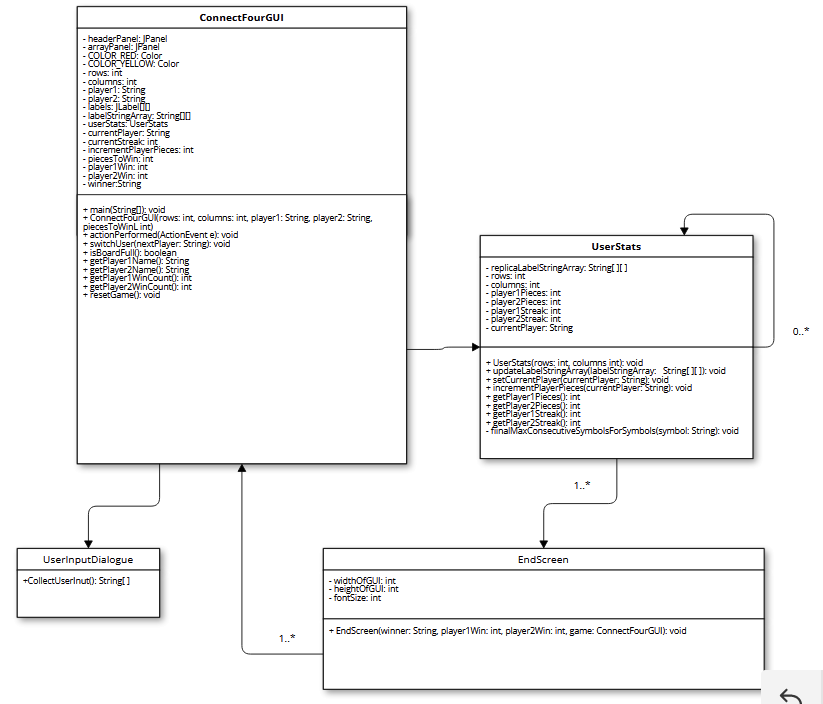 ConnectFourGUI
- headerPanel: JPanel
- arrayPanel: JPanel
- COLOR_RED: Color
- COLOR_YELLOW: Color
- rows: int
- columns: int
- player1: String
- player2: String
- labels: JLabel[][]
- labelStringArray: String[][]
- userStats: UserStats
- currentPlayer: String
- currentStreak: int
- incrementPlayerPieces: int
- piecesToWin: int
- player1Win: int
- player2Win: int
- winner:String
+ main(String[]): void
+ ConnectFourGUI(rows: int, columns: int, player1: String, player2: String,
piecesToWinL int)
+ actionPerformed(ActionEvent e): void
+ switchUser(nextPlayer: String): void
+ isBoardFull(): boolean
+ getPlayer1Name(): String
+ getPlayer2Name(): String
+ getPlayer1WinCount(): int
+ getPlayer2WinCount(): int
+ resetGame(): void
UserStats
- replicaLabelStringArray: String[ ][ ]
- rows: int
- columns: int
- player1Pieces: int
- player2Pieces: int
- player1Streak: int
- player2Streak: int
- currentPlayer: String
0..*
+ UserStats(rows: int, columns int): void
+ updateLabelStringArray(labelStringArray: String[ ][ ]): void
+ setCurrentPlayer(currentPlayer: String): void
+ incrementPlayerPieces(currentPlayer: String): void
+ getPlayer1Pieces(): int
+ getPlayer2Pieces(): int
+ getPlayer1Streak(): int
+ getPlayer2Streak(): int
- fiinalMaxConsecutiveSymbolsForSymbols(symbol: String): void
1..*
UserInputDialogue
+CollectUserInut(): String[ ]
EndScreen
- widthOfGUI: int
- heightOfGUI: int
- fontSize: int
+ EndScreen(winner: String, player1Win: int, player2Win: int, game: ConnectFourGUI): void
1..*